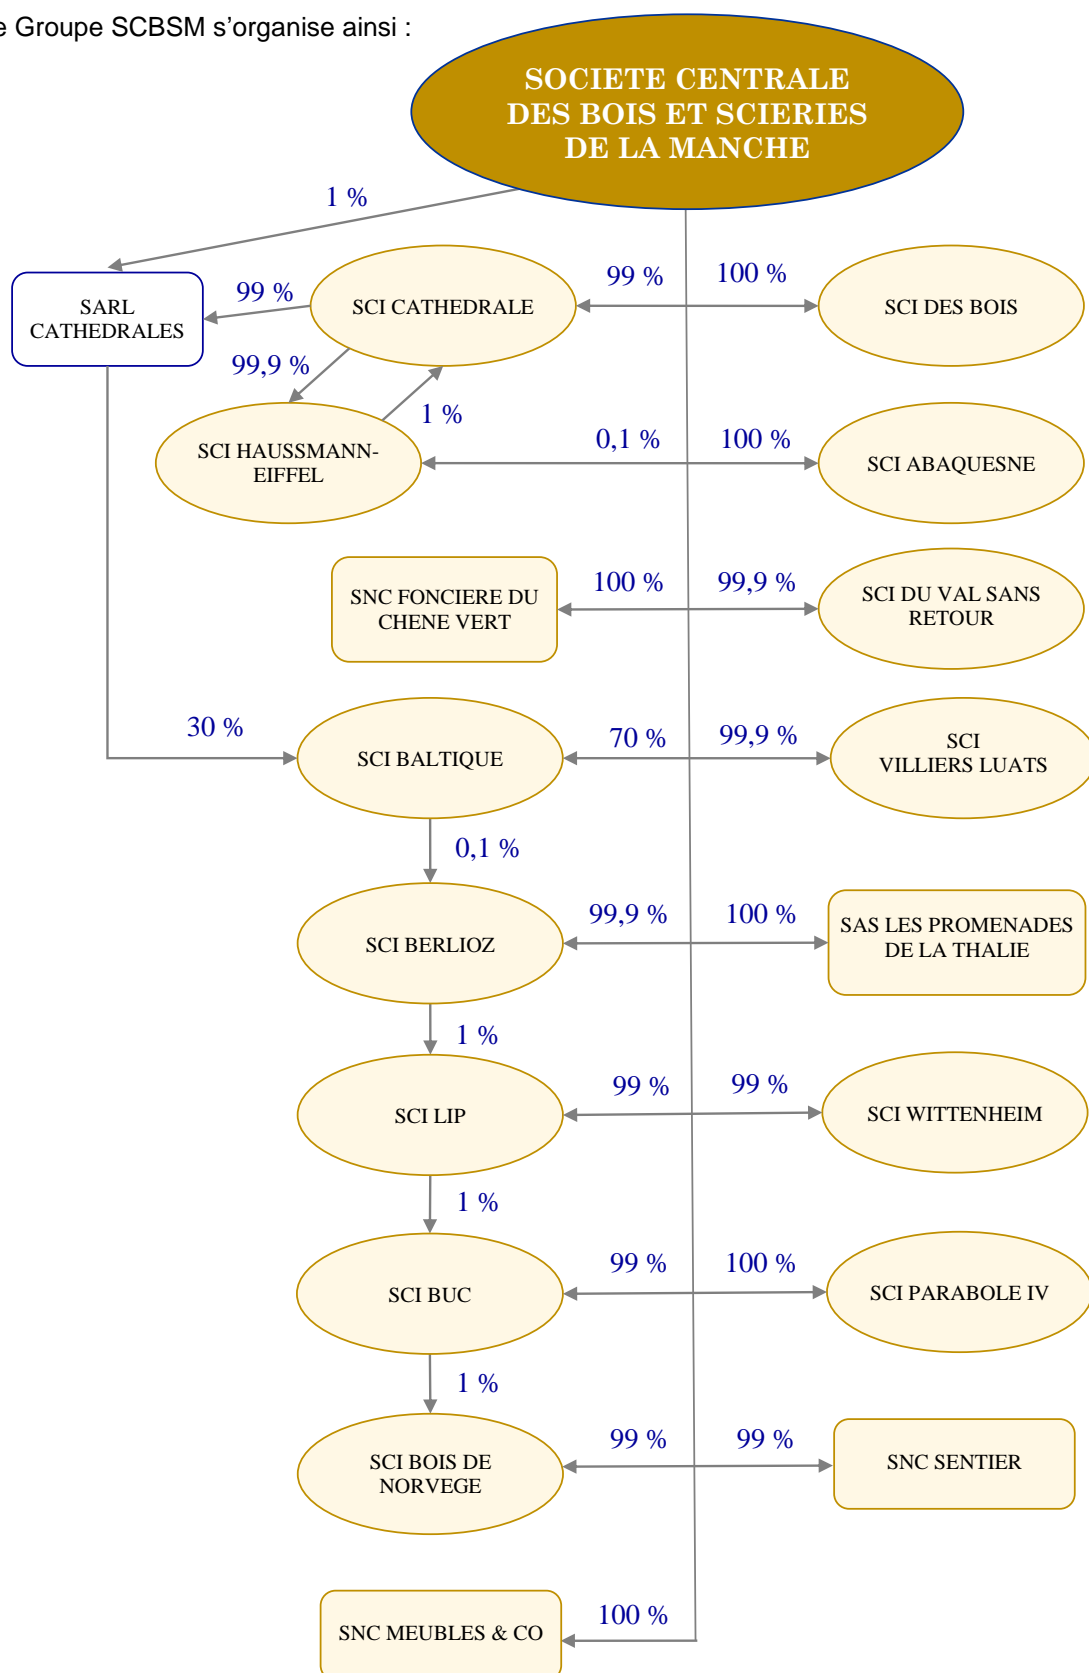 e Groupe SCBSM s’organise ainsi :
SOCIETE CENTRALE
DES BOIS ET SCIERIES
DE LA MANCHE
1 %
SARL
CATHEDRALES
99 %
SCI CATHEDRALE
99 %
100 %
SCI DES BOIS
99,9 %
1 %
SCI HAUSSMANN-
EIFFEL
0,1 %
100 %
SCI ABAQUESNE
SNC FONCIERE DU
CHENE VERT
100 %
99,9 %
SCI DU VAL SANS
RETOUR
30 %
SCI BALTIQUE
70 %
99,9 %
SCI
VILLIERS LUATS
0,1 %
SCI BERLIOZ
99,9 %
100 %
SAS LES PROMENADES
DE LA THALIE
1 %
SCI LIP
99 %
99 %
SCI WITTENHEIM
1 %
SCI BUC
99 %
100 %
SCI PARABOLE IV
1 %
SCI BOIS DE
NORVEGE
99 %
99 %
SNC SENTIER
SNC MEUBLES & CO
100 %